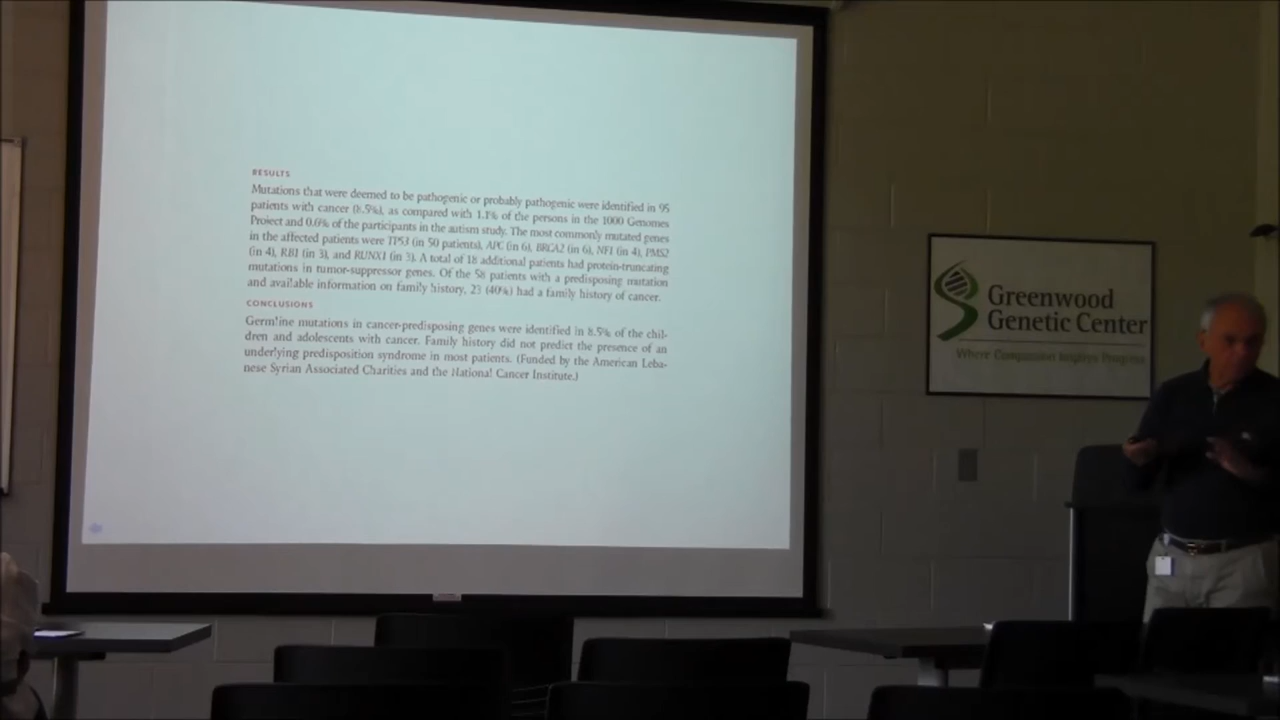 RESULTS
Mutations that were deemed to be pathogenic or probably pathogenic were identified in 95
patients with cancer (8.5%), as compared with 1.1% of the persons in the 1000 Genomes
Project and 0.6% of the participants in the autism study. The most commonly mutated genes
in the affected patients were TP53 (in 50 patients), APC (in 6), BRCA2 (in 6), NF1 (in 4), PMS2
(in 4), RB1 (in 3), and RUNX1 (in 3). A total of 18 additional patients had protein-truncating
mutations in tumor-suppressor genes. Of the 58 patients with a predisposing mutation
and available information on family history, 23 (40%) had a family history of cancer.
CONCLUSIONS
Germline mutations in cancer-predisposing genes were identified in 8.5% of the chil-
dren and adolescents with cancer. Family history did not predict the presence of an
underlying predisposition syndrome in most patients. (Funded by the American Leba-
nese Syrian Associated Charities and the National Cancer Institute.)
Greenwood
Genetic Center
Where Compassion Inspires Progress